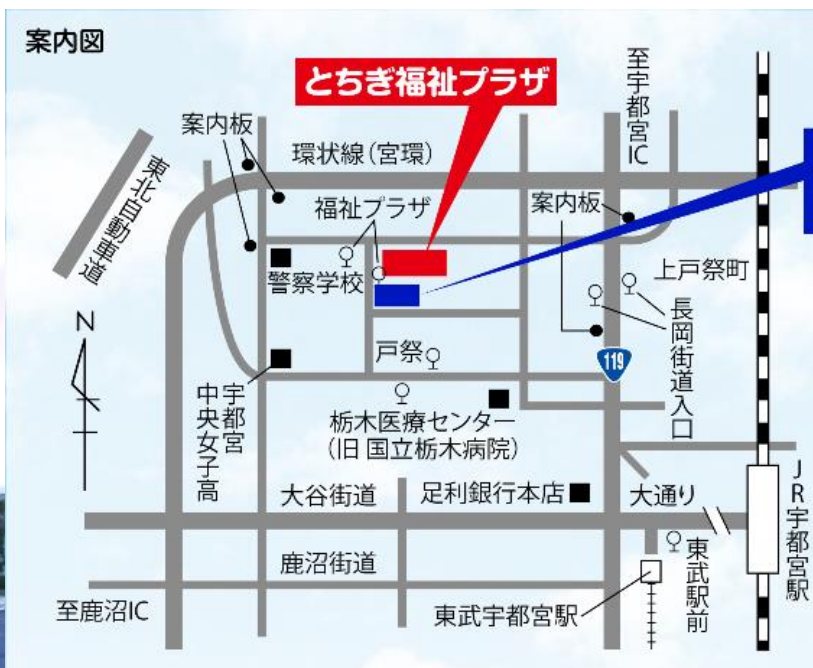 案内図
とちぎ福祉プラザ
至宇都宮IC
案内板
環状線(宮環)
東北自動車道
福祉プラザ
案内板
警察学校
上戸祭町
長岡街道入口
N
戸祭
119
宇都宮
中央女子高
栃木医療センター
(旧 国立栃木病院)
大谷街道
足利銀行本店
大通り
JR宇都宮駅
鹿沼街道
東武駅前
至鹿沼IC
東武宇都宮駅